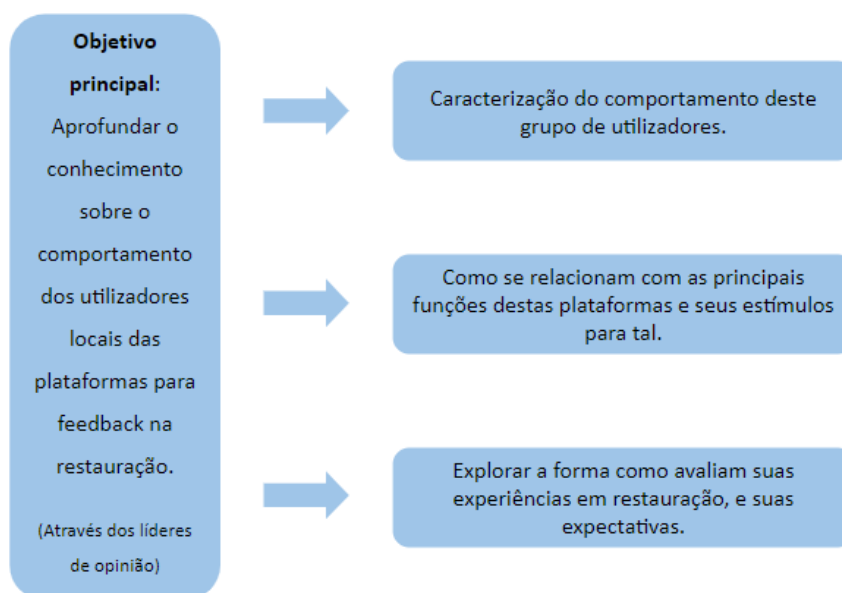 Objetivo
principal:
Aprofundar o
conhecimento
sobre o
comportamento
dos utilizadores
locais das
plataformas para
feedback na
restauração.
(Através dos líderes
de opinião)
Caracterização do comportamento deste
grupo de utilizadores.
Como se relacionam com as principais
funções destas plataformas e seus estímulos
para tal.
Explorar a forma como avaliam suas
experiências em restauração, e suas
expectativas.